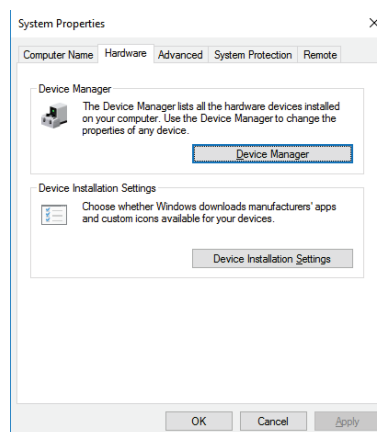 System Properties
Computer Name Hardware Advanced System Protection Remote
Device Manager
The Device Manager lists all the hardware devices installed
on your computer. Use the Device Manager to change the
properties of any device.
Device Manager
Device Installation Settings
Choose whether Windows downloads manufacturers' apps
and custom icons available for your devices.
Device Installation Settings
OK Cancel Apply